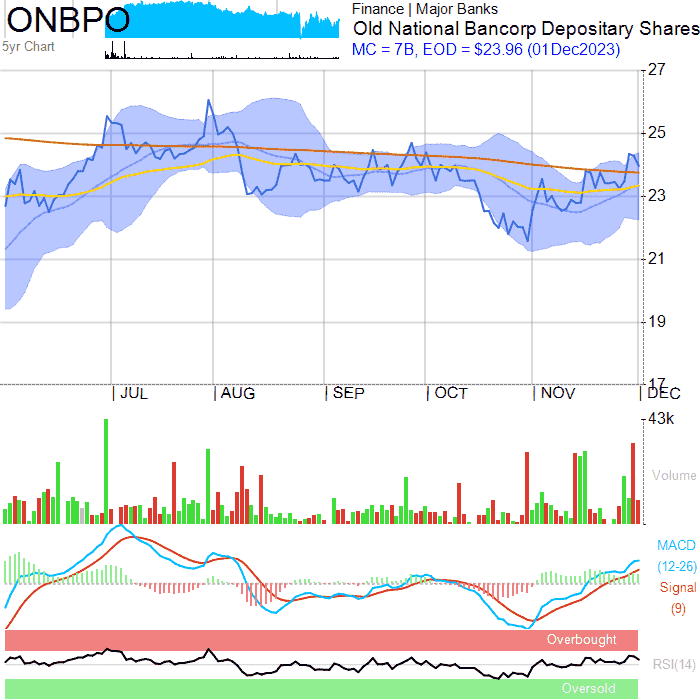 ONBPO
5yr Chart
Finance | Major Banks
Old National Bancorp Depositary Shares
MC = 7B, EOD = $23.96 (01Dec2023)
27
25
23
21
19
17
JUL
AUG
SEP
OCT
NOV
DEC
43k
Volume
MACD
(12-26)
Signal
(9)
Overbought
RSI(14)
Oversold